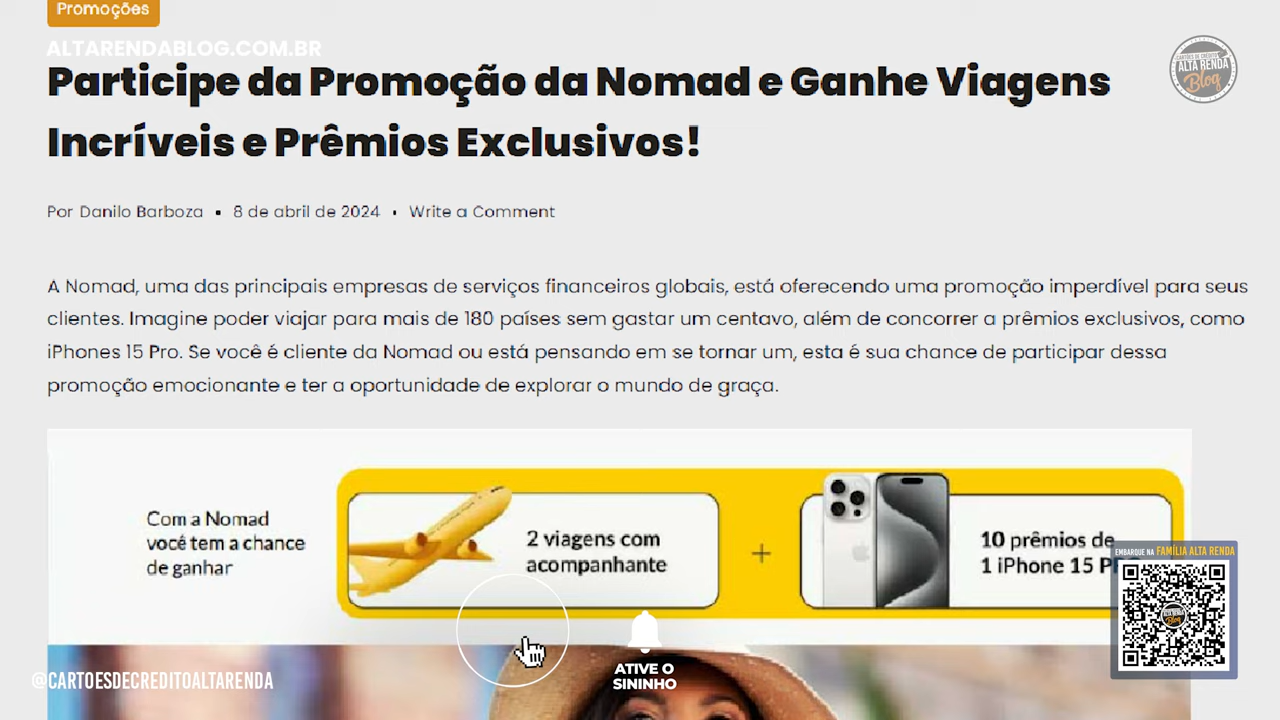 Promoções
ALTARENDABLOG.COM.BR
Participe da Promoção da Nomad e Ganhe Viagens
Incríveis e Prêmios Exclusivos!
CARTÕES DE CRÉDITO
ALTA RENDA
Blog
Por Danilo Barboza • 8 de abril de 2024 • Write a Comment
A Nomad, uma das principais empresas de serviços financeiros globais, está oferecendo uma promoção imperdível para seus
clientes. Imagine poder viajar para mais de 180 países sem gastar um centavo, além de concorrer a prêmios exclusivos, como
iPhones 15 Pro. Se você é cliente da Nomad ou está pensando em se tornar um, esta é sua chance de participar dessa
promoção emocionante e ter a oportunidade de explorar o mundo de graça.
Com a Nomad
você tem a chance
de ganhar
2 viagens com
acompanhante
+
10 prêmios de
1 iPhone 15
EMBARQUE NA FAMÍLIA ALTA RENDA
ATIVE O
SININHO
@CARTOESDECREDITOALTARENDA